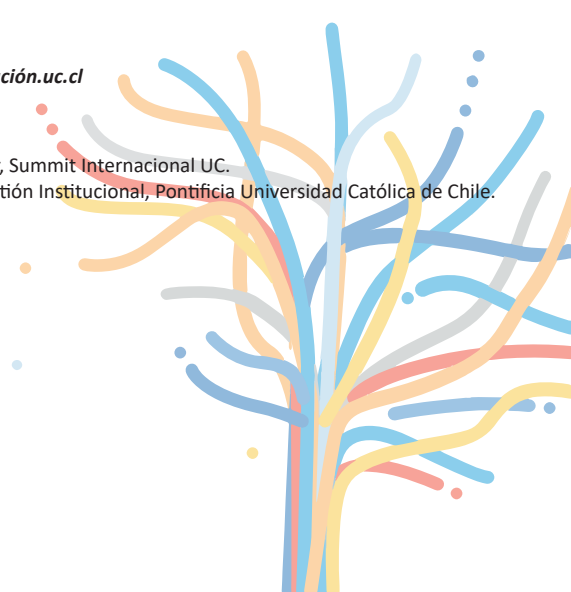 ción.uc.cl
, Summit Internacional UC.
tión Institucional, Pontificia Universidad Católica de Chile.